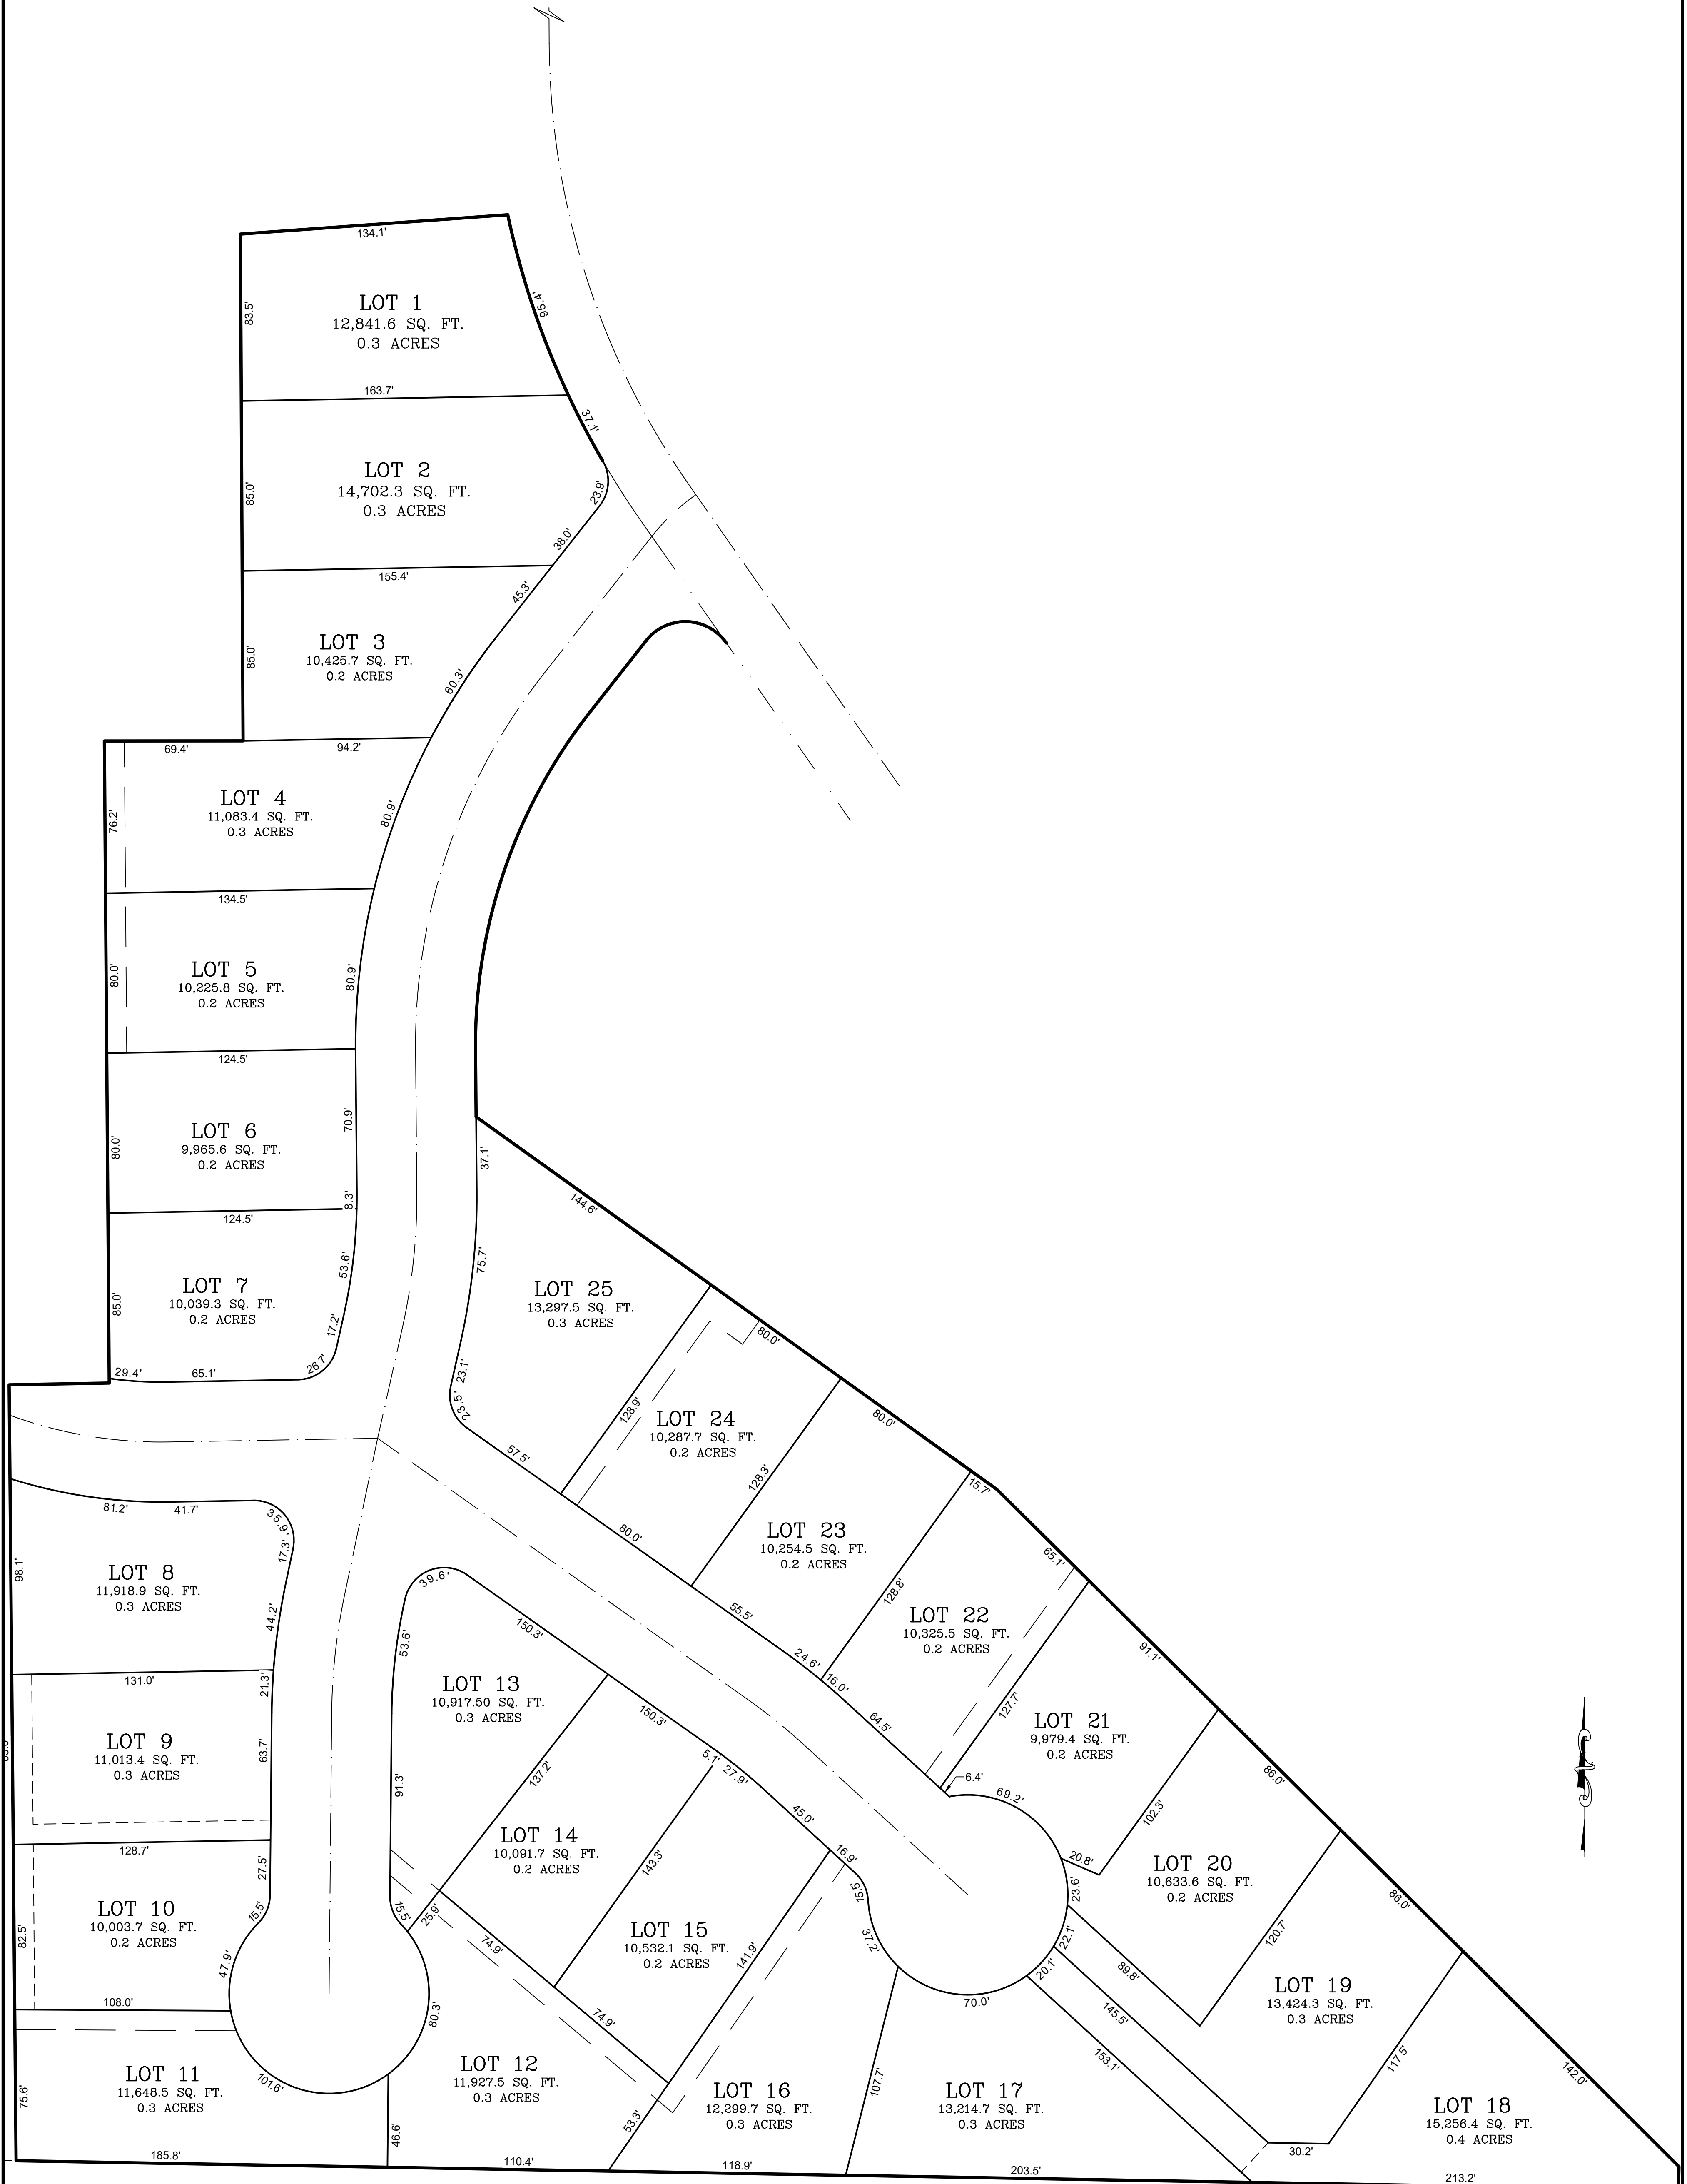 134.1'
LOT 1
12,841.6 SQ. FT.
0.3 ACRES
83.5'
95.4'
163.7'
37.1'
LOT 2
14,702.3 SQ. FT.
0.3 ACRES
85.0'
23.9'
38.0'
155.4'
45.3'
LOT 3
10,425.7 SQ. FT.
0.2 ACRES
85.0'
60.3'
69.4'
94.2'
LOT 4
11,083.4 SQ. FT.
0.3 ACRES
76.2'
80.9'
134.5'
LOT 5
10,225.8 SQ. FT.
0.2 ACRES
80.0'
80.9'
124.5'
LOT 6
9,965.6 SQ. FT.
0.2 ACRES
80.0'
70.9'
8.3'
124.5'
LOT 7
10,039.3 SQ. FT.
0.2 ACRES
85.0'
53.6'
17.2'
26.7'
29.4'
65.1'
37.1'
144.6'
75.7'
LOT 25
13,297.5 SQ. FT.
0.3 ACRES
23.1'
23.5'
57.5'
128.9'
80.0'
LOT 24
10,287.7 SQ. FT.
0.2 ACRES
128.3'
80.0'
80.0'
LOT 23
10,254.5 SQ. FT.
0.2 ACRES
55.5'
24.6'
128.8'
15.7'
65.1'
LOT 22
10,325.5 SQ. FT.
0.2 ACRES
16.0'
64.5'
127.7'
91.1'
LOT 21
9,979.4 SQ. FT.
0.2 ACRES
6.4'
69.2'
102.3'
20.8'
86.0'
LOT 20
10,633.6 SQ. FT.
0.2 ACRES
23.6'
120.7'
89.8'
86.0'
LOT 19
13,424.3 SQ. FT.
0.3 ACRES
22.1'
145.5'
117.5'
30.2'
142.0'
LOT 18
15,256.4 SQ. FT.
0.4 ACRES
20.1'
153.1'
213.2'
81.2'
41.7'
35.9'
17.3'
LOT 8
11,918.9 SQ. FT.
0.3 ACRES
98.1'
44.2'
131.0'
21.3'
LOT 9
11,013.4 SQ. FT.
0.3 ACRES
63.7'
128.7'
27.5'
LOT 10
10,003.7 SQ. FT.
0.2 ACRES
82.5'
15.5'
47.9'
108.0'
LOT 11
11,648.5 SQ. FT.
0.3 ACRES
75.6'
101.6'
185.8'
39.6'
150.3'
53.6'
LOT 13
10,917.50 SQ. FT.
0.3 ACRES
91.3'
137.2'
15.5'
25.9'
150.3'
5.1'
27.9'
LOT 14
10,091.7 SQ. FT.
0.2 ACRES
74.9'
143.3'
45.0'
LOT 15
10,532.1 SQ. FT.
0.2 ACRES
74.9'
141.9'
16.9'
15.5'
37.2'
LOT 12
11,927.5 SQ. FT.
0.3 ACRES
80.3'
46.6'
110.4'
53.3'
LOT 16
12,299.7 SQ. FT.
0.3 ACRES
118.9'
107.7'
70.0'
LOT 17
13,214.7 SQ. FT.
0.3 ACRES
203.5'